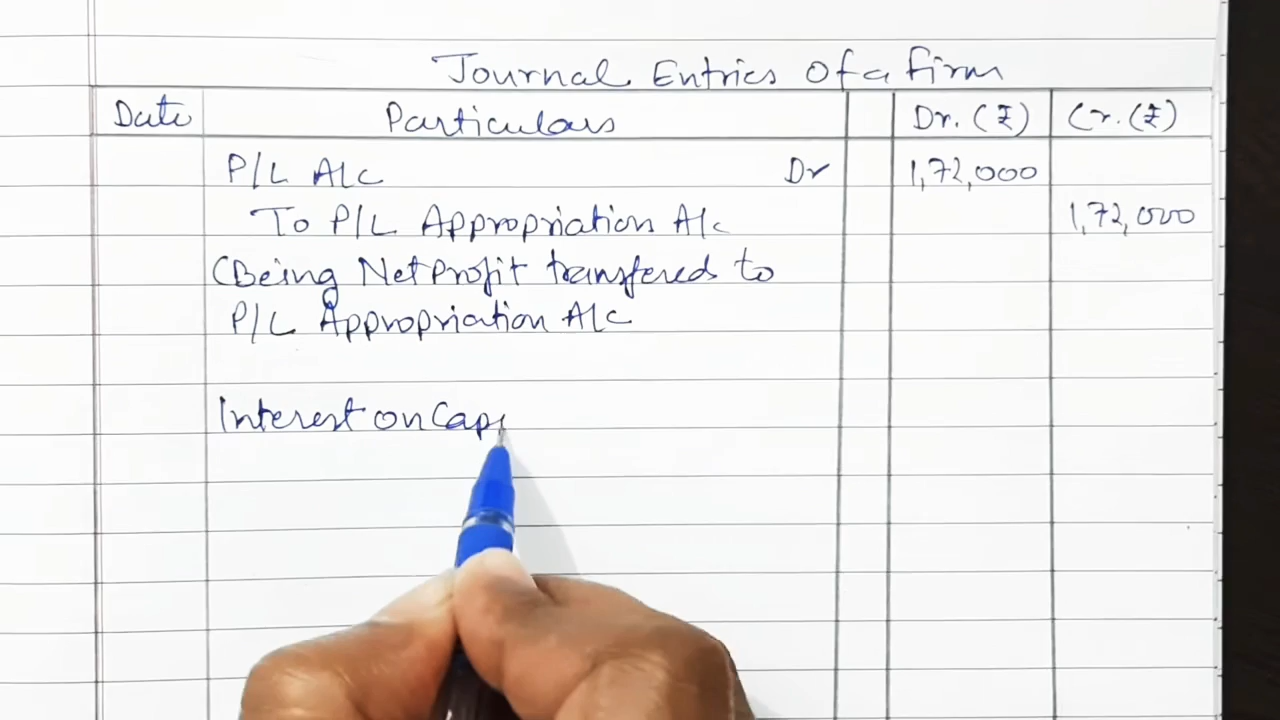 Journal Entries Of a firm
Date Particulars Dr. (₹) Cr. (₹)
P/L A/c Dr 1,72,000
To P/L Appropriation A/c 1,72,000
(Being Net Profit transfered to
P/L Appropriation A/c
Interest on Cap